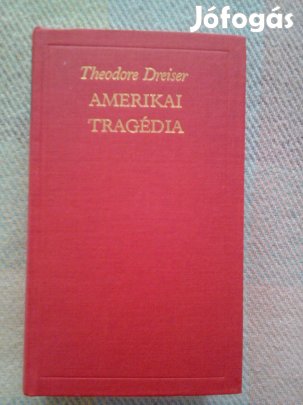 Jófogás
Theodore Dreiser
AMERIKAI
TRAGÉDIA